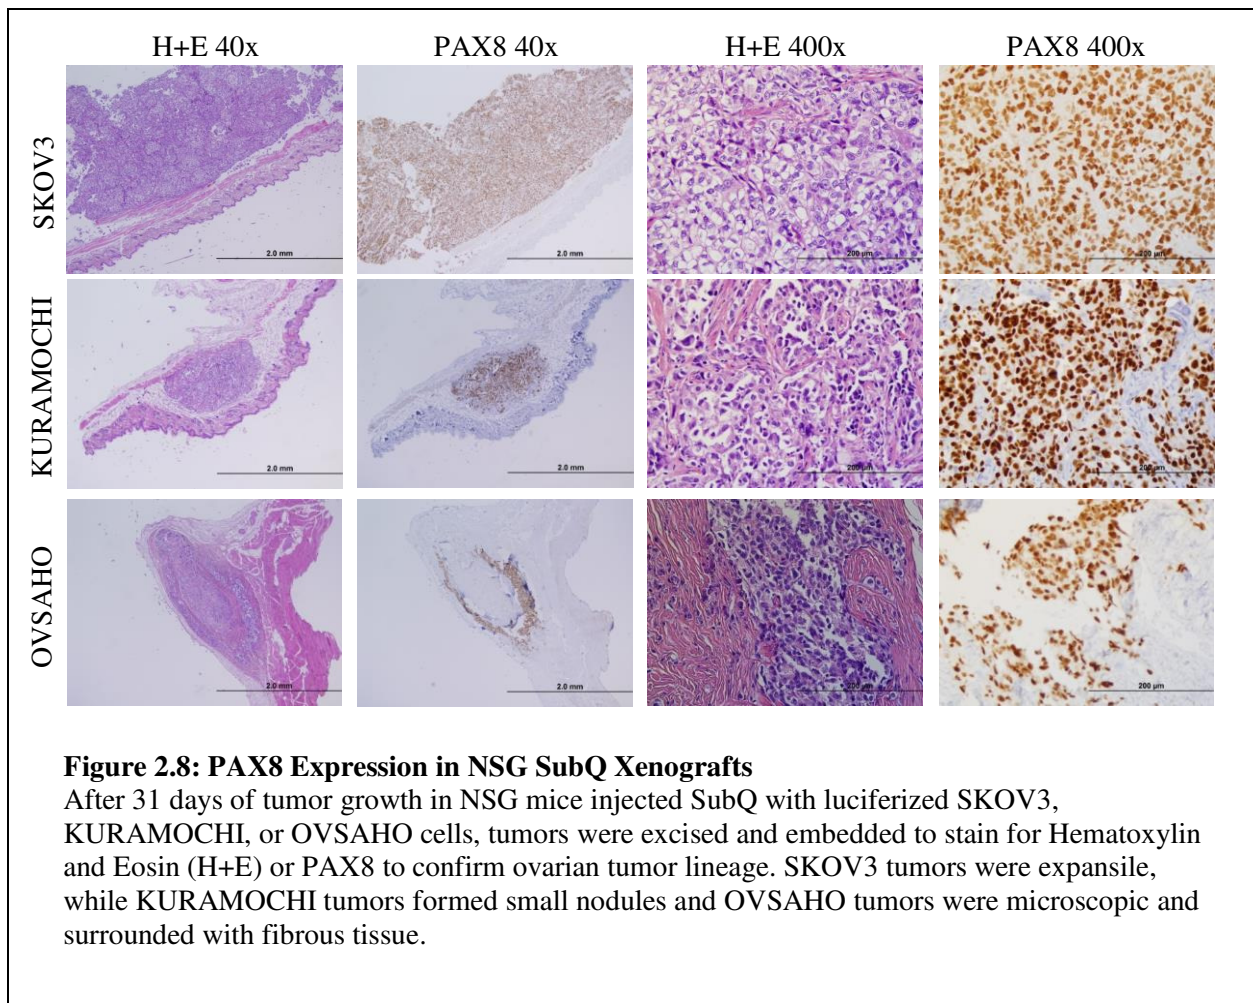 H+E 40x PAX8 40x H+E 400x PAX8 400x
SKOV3
2.0 mm 2.0 mm 200 µm 200 µm
KURAMOCHI
2.0 mm 2.0 mm 200 µm 200 µm
OVSAHO
2.0 mm 2.0 mm 200 µm 200 µm
Figure 2.8: PAX8 Expression in NSG SubQ Xenografts
After 31 days of tumor growth in NSG mice injected SubQ with luciferized SKOV3,
KURAMOCHI, or OVSAHO cells, tumors were excised and embedded to stain for Hematoxylin
and Eosin (H+E) or PAX8 to confirm ovarian tumor lineage. SKOV3 tumors were expansile,
while KURAMOCHI tumors formed small nodules and OVSAHO tumors were microscopic and
surrounded with fibrous tissue.